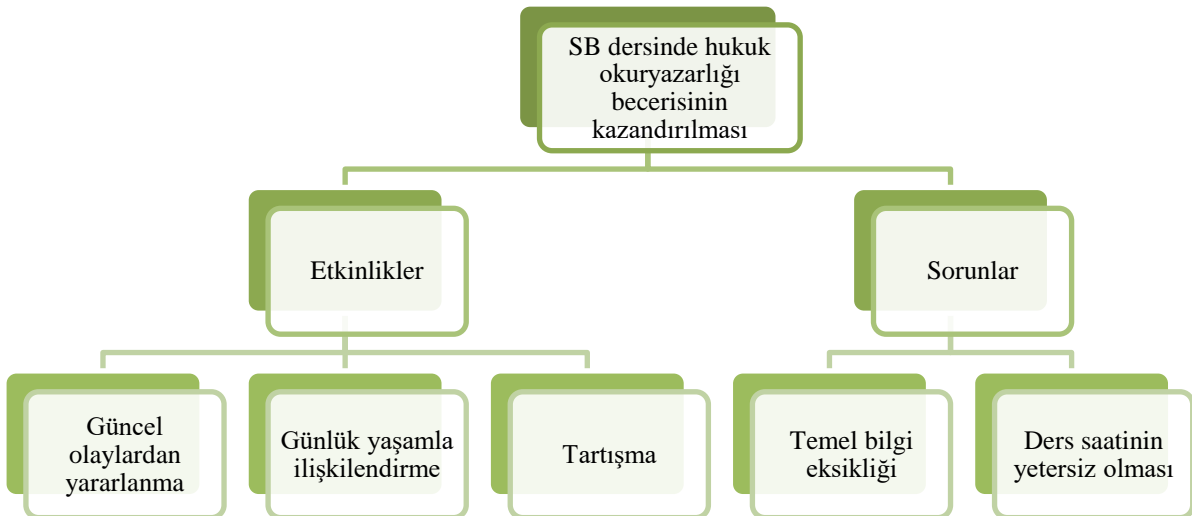 SB dersinde hukuk
okuryazarlığı
becerisinin
kazandırılması
Etkinlikler
Sorunlar
Güncel
olaylardan
yararlanma
Günlük yaşamla
ilişkilendirme
Tartışma
Temel bilgi
eksikliği
Ders saatinin
yetersiz olması